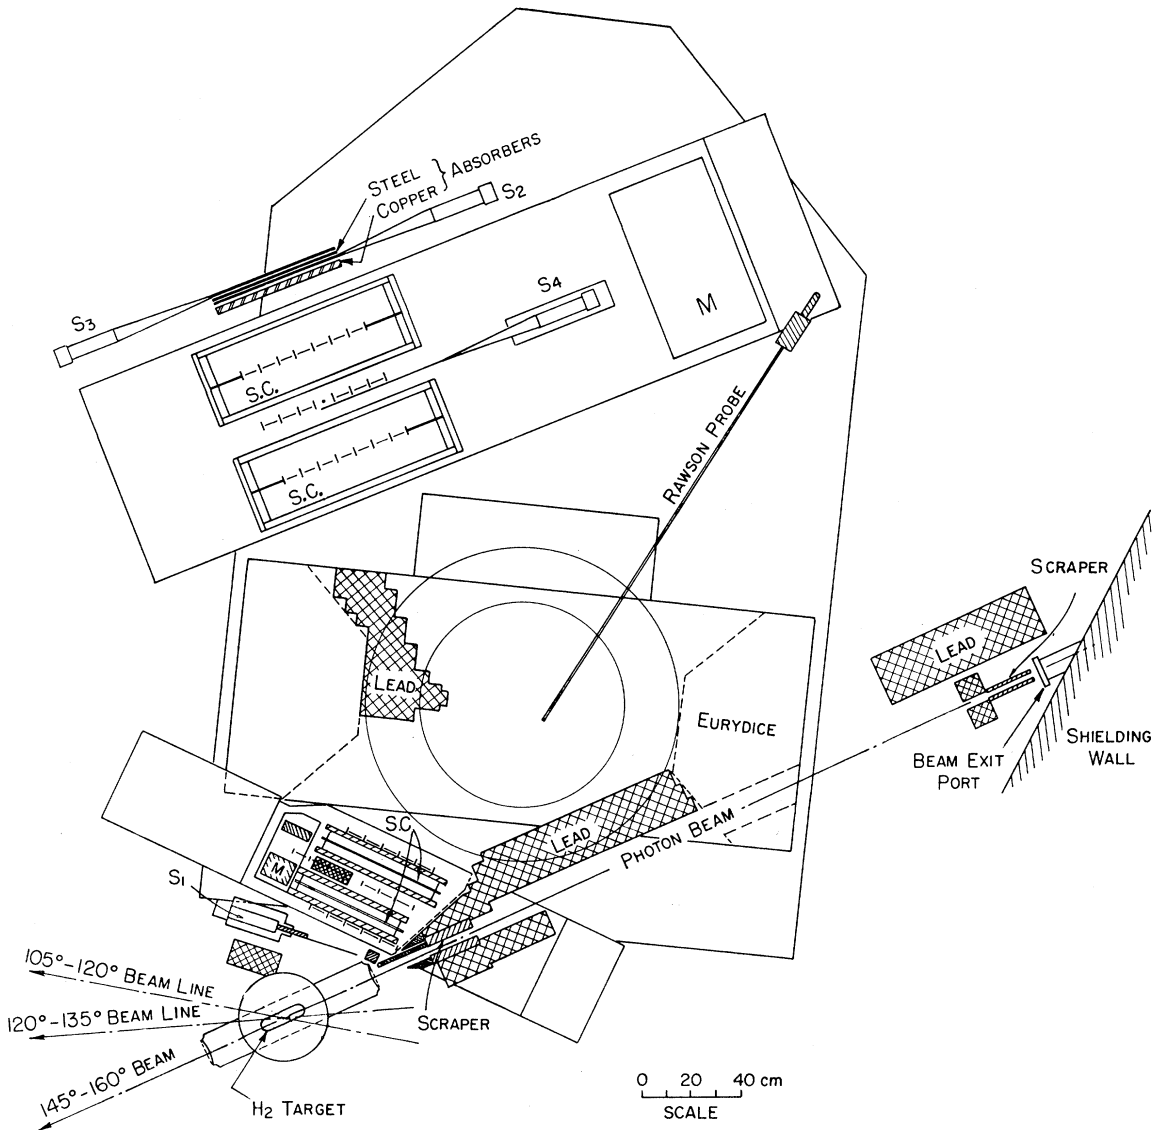 STEEL
COPPER } ABSORBERS
S2
S4
S3
M
S.C.
S.C.
RAWSON PROBE
SCRAPER
LEAD
LEAD
EURYDICE
SHIELDING
WALL
BEAM EXIT
PORT
S.C.
LEAD
PHOTON BEAM
M
S1
105°-120° BEAM LINE
120°-135° BEAM LINE
SCRAPER
145°-160° BEAM
H2 TARGET
0 20 40 cm
SCALE